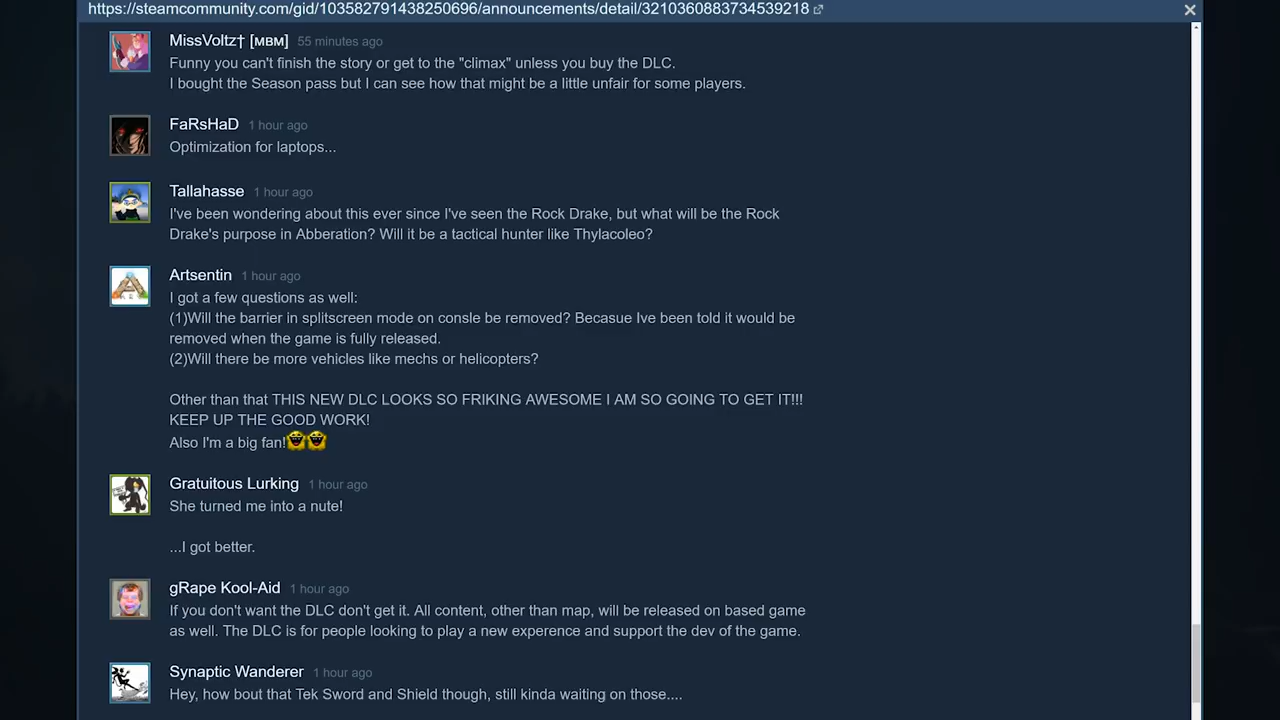 https://steamcommunity.com/gid/103582791438250696/announcements/detail/3210360883734539218
MissVoltz† [ᴍʙᴍ] 55 minutes ago
Funny you can't finish the story or get to the "climax" unless you buy the DLC.
I bought the Season pass but I can see how that might be a little unfair for some players.
FaRsHaD 1 hour ago
Optimization for laptops...
Tallahasse 1 hour ago
I've been wondering about this ever since I've seen the Rock Drake, but what will be the Rock
Drake's purpose in Abberation? Will it be a tactical hunter like Thylacoleo?
Artsentin 1 hour ago
I got a few questions as well:
(1)Will the barrier in splitscreen mode on consle be removed? Becasue Ive been told it would be
removed when the game is fully released.
(2)Will there be more vehicles like mechs or helicopters?
Other than that THIS NEW DLC LOOKS SO FRIKING AWESOME I AM SO GOING TO GET IT!!!
KEEP UP THE GOOD WORK!
Also I'm a big fan!
Gratuitous Lurking 1 hour ago
She turned me into a nute!
...I got better.
gRape Kool-Aid 1 hour ago
If you don't want the DLC don't get it. All content, other than map, will be released on based game
as well. The DLC is for people looking to play a new experence and support the dev of the game.
Synaptic Wanderer 1 hour ago
Hey, how bout that Tek Sword and Shield though, still kinda waiting on those....